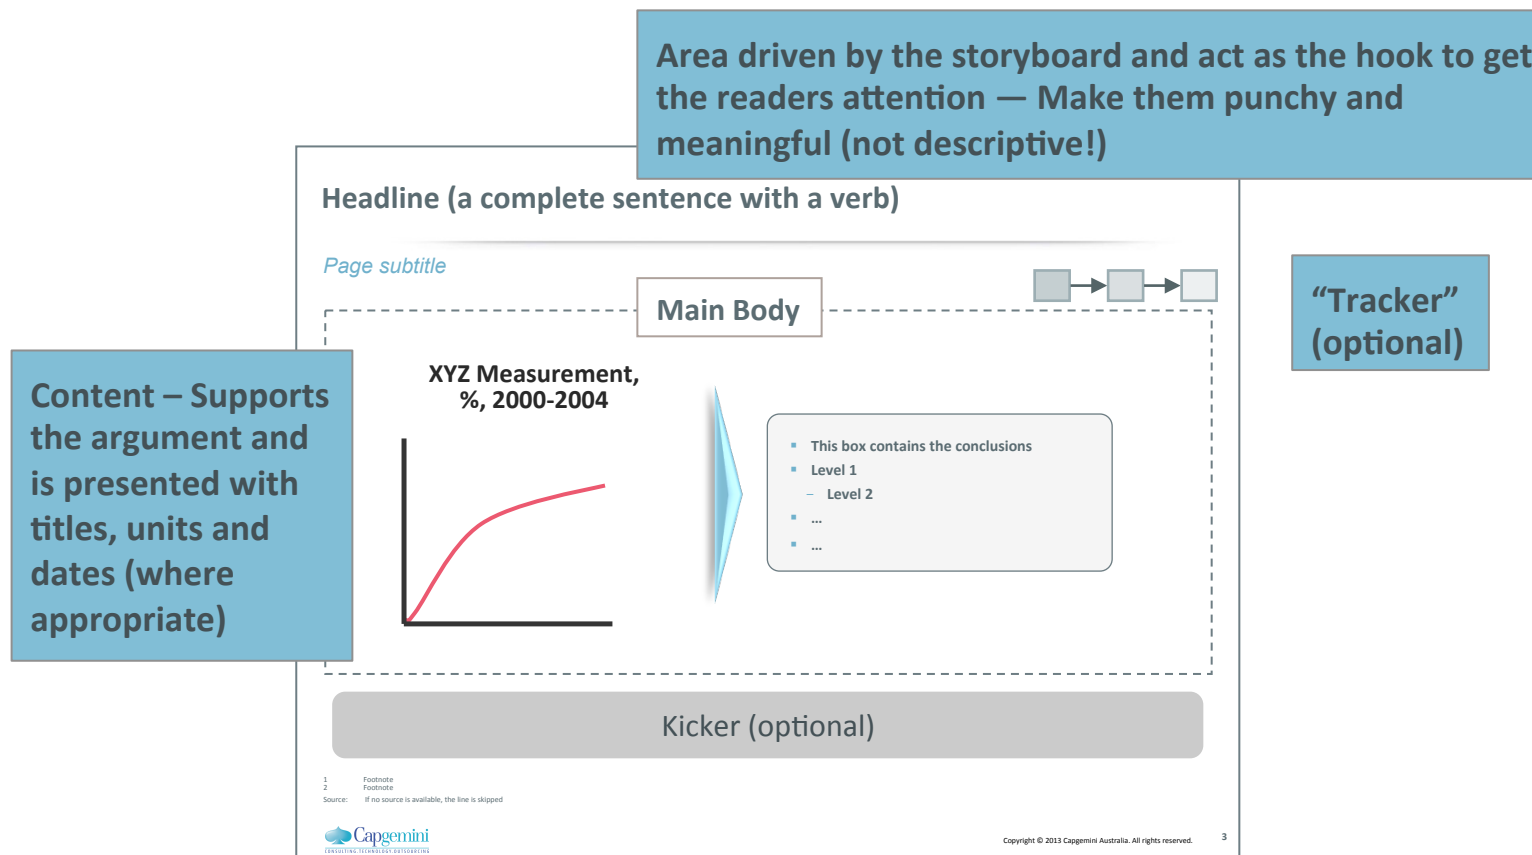 Area driven by the storyboard and act as the hook to get
the readers attention — Make them punchy and
meaningful (not descriptive!)
Headline (a complete sentence with a verb)
Page subtitle
Main Body
“Tracker”
(optional)
Content – Supports
the argument and
is presented with
titles, units and
dates (where
appropriate)
XYZ Measurement,
%, 2000-2004
This box contains the conclusions
Level 1
– Level 2
...
...
Kicker (optional)
1 Footnote
2 Footnote
Source: If no source is available, the line is skipped
Capgemini
CONSULTING.TECHNOLOGY.OUTSOURCING
Copyright © 2013 Capgemini Australia. All rights reserved. 3